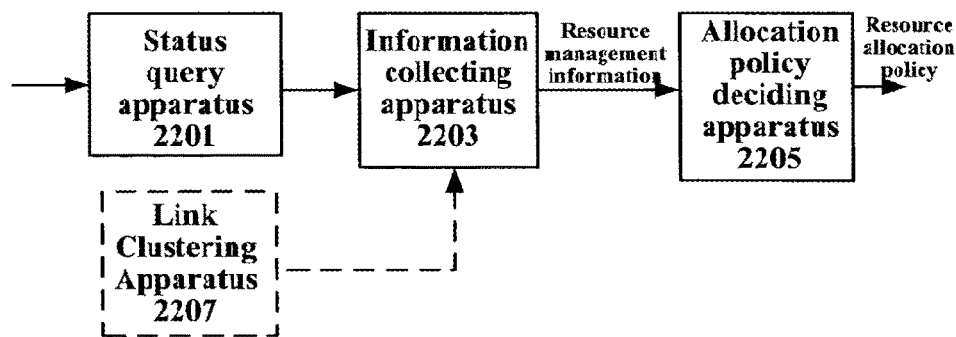 Status
query
apparatus
2201
Information
collecting
apparatus
2203
Resource
management
information
Allocation
policy
deciding
apparatus
2205
Resource
allocation
policy
Link
Clustering
Apparatus
2207